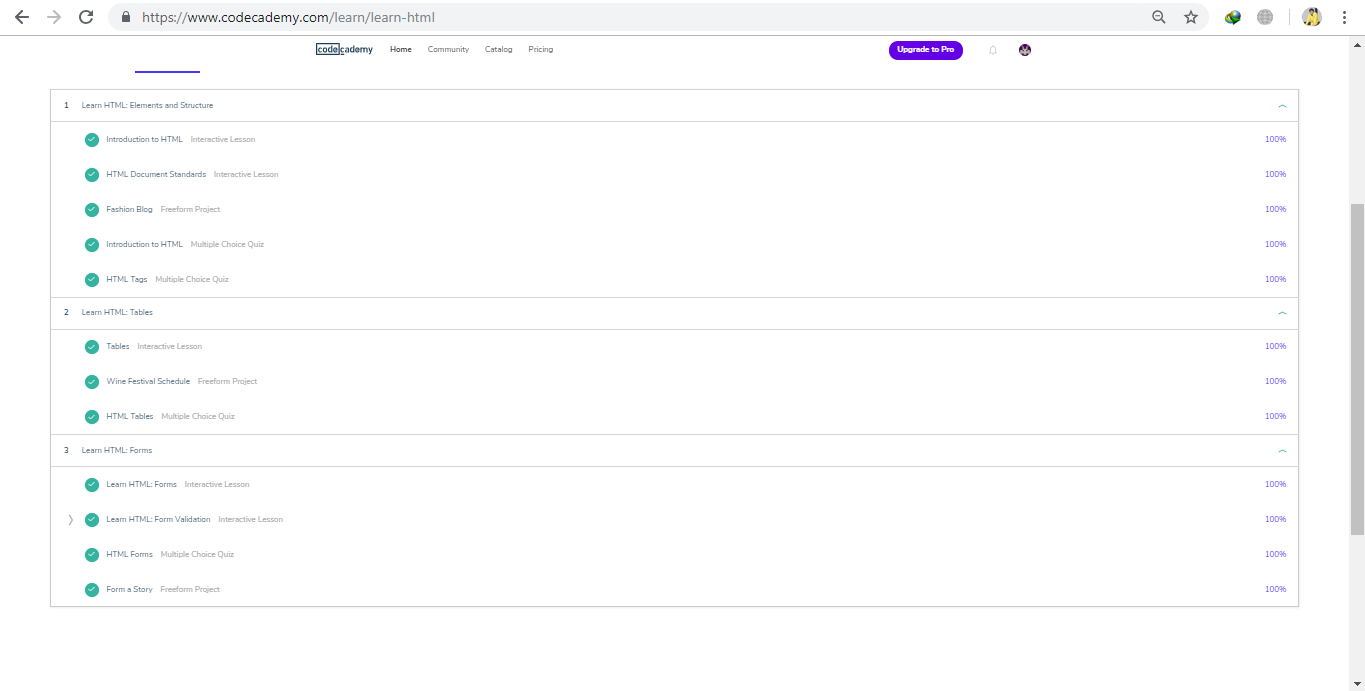 https://www.codecademy.com/learn/learn-html
codecademy Home Community Catalog Pricing Upgrade to Pro
1 Learn HTML: Elements and Structure
Introduction to HTML Interactive Lesson 100%
HTML Document Standards Interactive Lesson 100%
Fashion Blog Freeform Project 100%
Introduction to HTML Multiple Choice Quiz 100%
HTML Tags Multiple Choice Quiz 100%
2 Learn HTML: Tables
Tables Interactive Lesson 100%
Wine Festival Schedule Freeform Project 100%
HTML Tables Multiple Choice Quiz 100%
3 Learn HTML: Forms
Learn HTML: Forms Interactive Lesson 100%
Learn HTML: Form Validation Interactive Lesson 100%
HTML Forms Multiple Choice Quiz 100%
Form a Story Freeform Project 100%